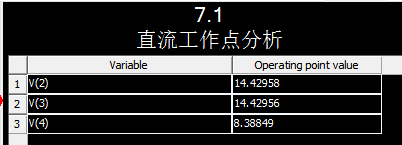 7.1
直流工作点分析
Variable Operating point value
1 V(2) 14.42958
2 V(3) 14.42956
3 V(4) 8.38849